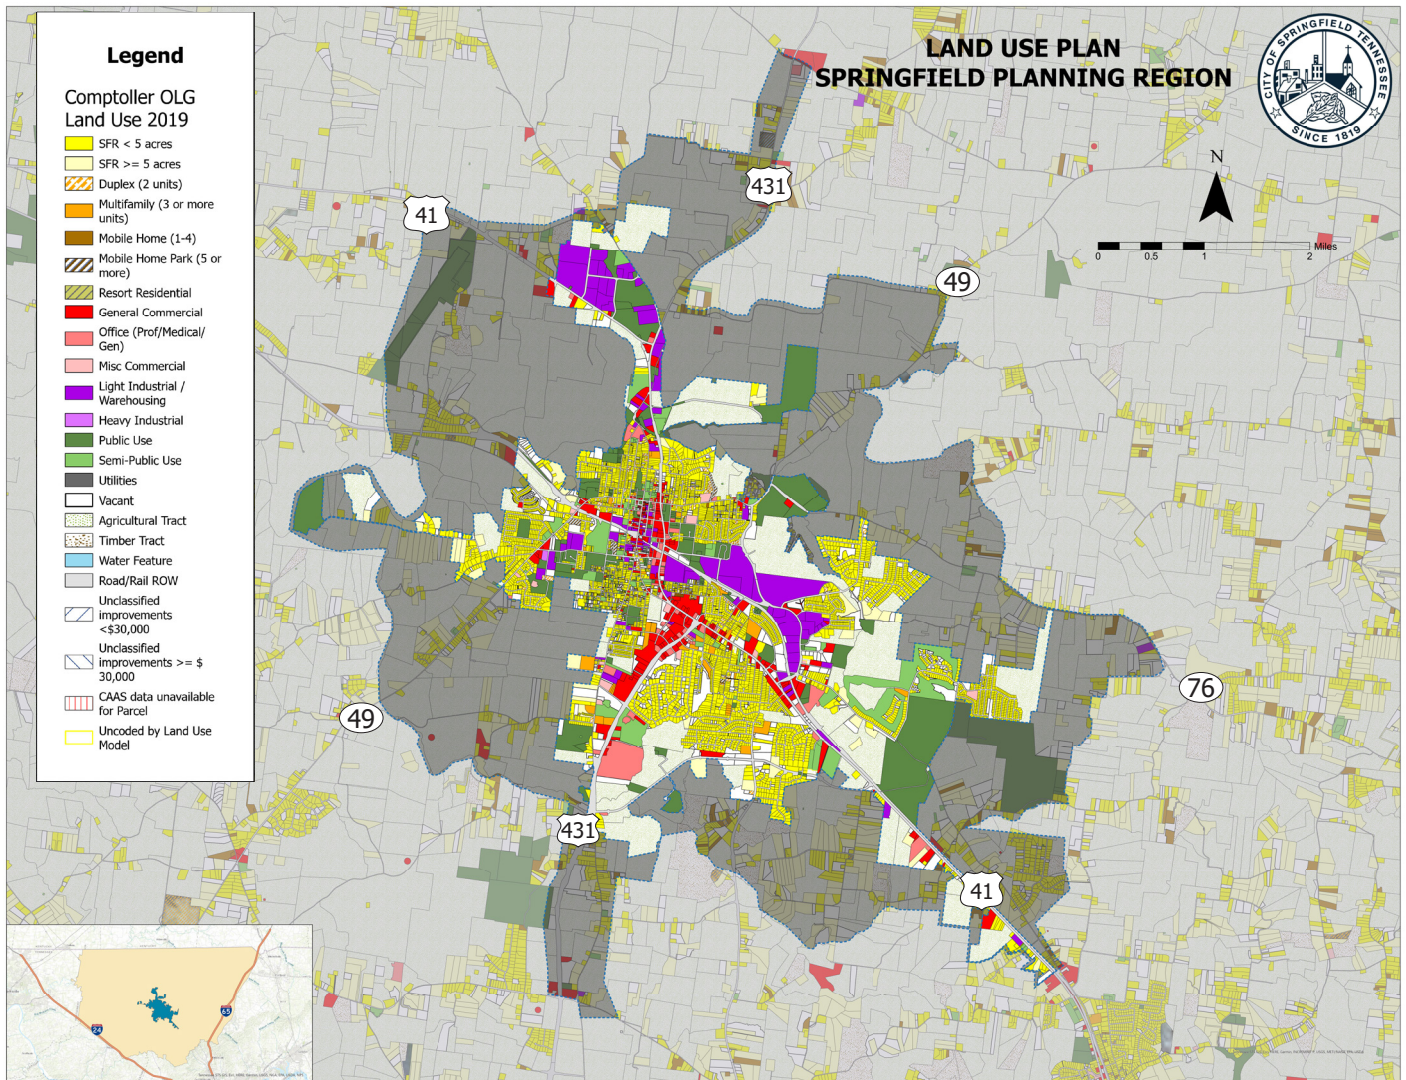 Legend
Comptoller OLG
Land Use 2019
SFR < 5 acres
SFR >= 5 acres
Duplex (2 units)
Multifamily (3 or more
units)
Mobile Home (1-4)
Mobile Home Park (5 or
more)
Resort Residential
General Commercial
Office (Prof/Medical/
Gen)
Misc Commercial
Light Industrial /
Warehousing
Heavy Industrial
Public Use
Semi-Public Use
Utilities
Vacant
Agricultural Tract
Timber Tract
Water Feature
Road/Rail ROW
Unclassified
improvements
<$30,000
Unclassified
improvements >= $
30,000
CAAS data unavailable
for Parcel
Uncoded by Land Use
Model
LAND USE PLAN
SPRINGFIELD PLANNING REGION
CITY OF SPRINGFIELD TENNESSEE
SINCE 1819
N
Miles
0 0.5 1 2
431
41
49
76
49
431
41
24
65